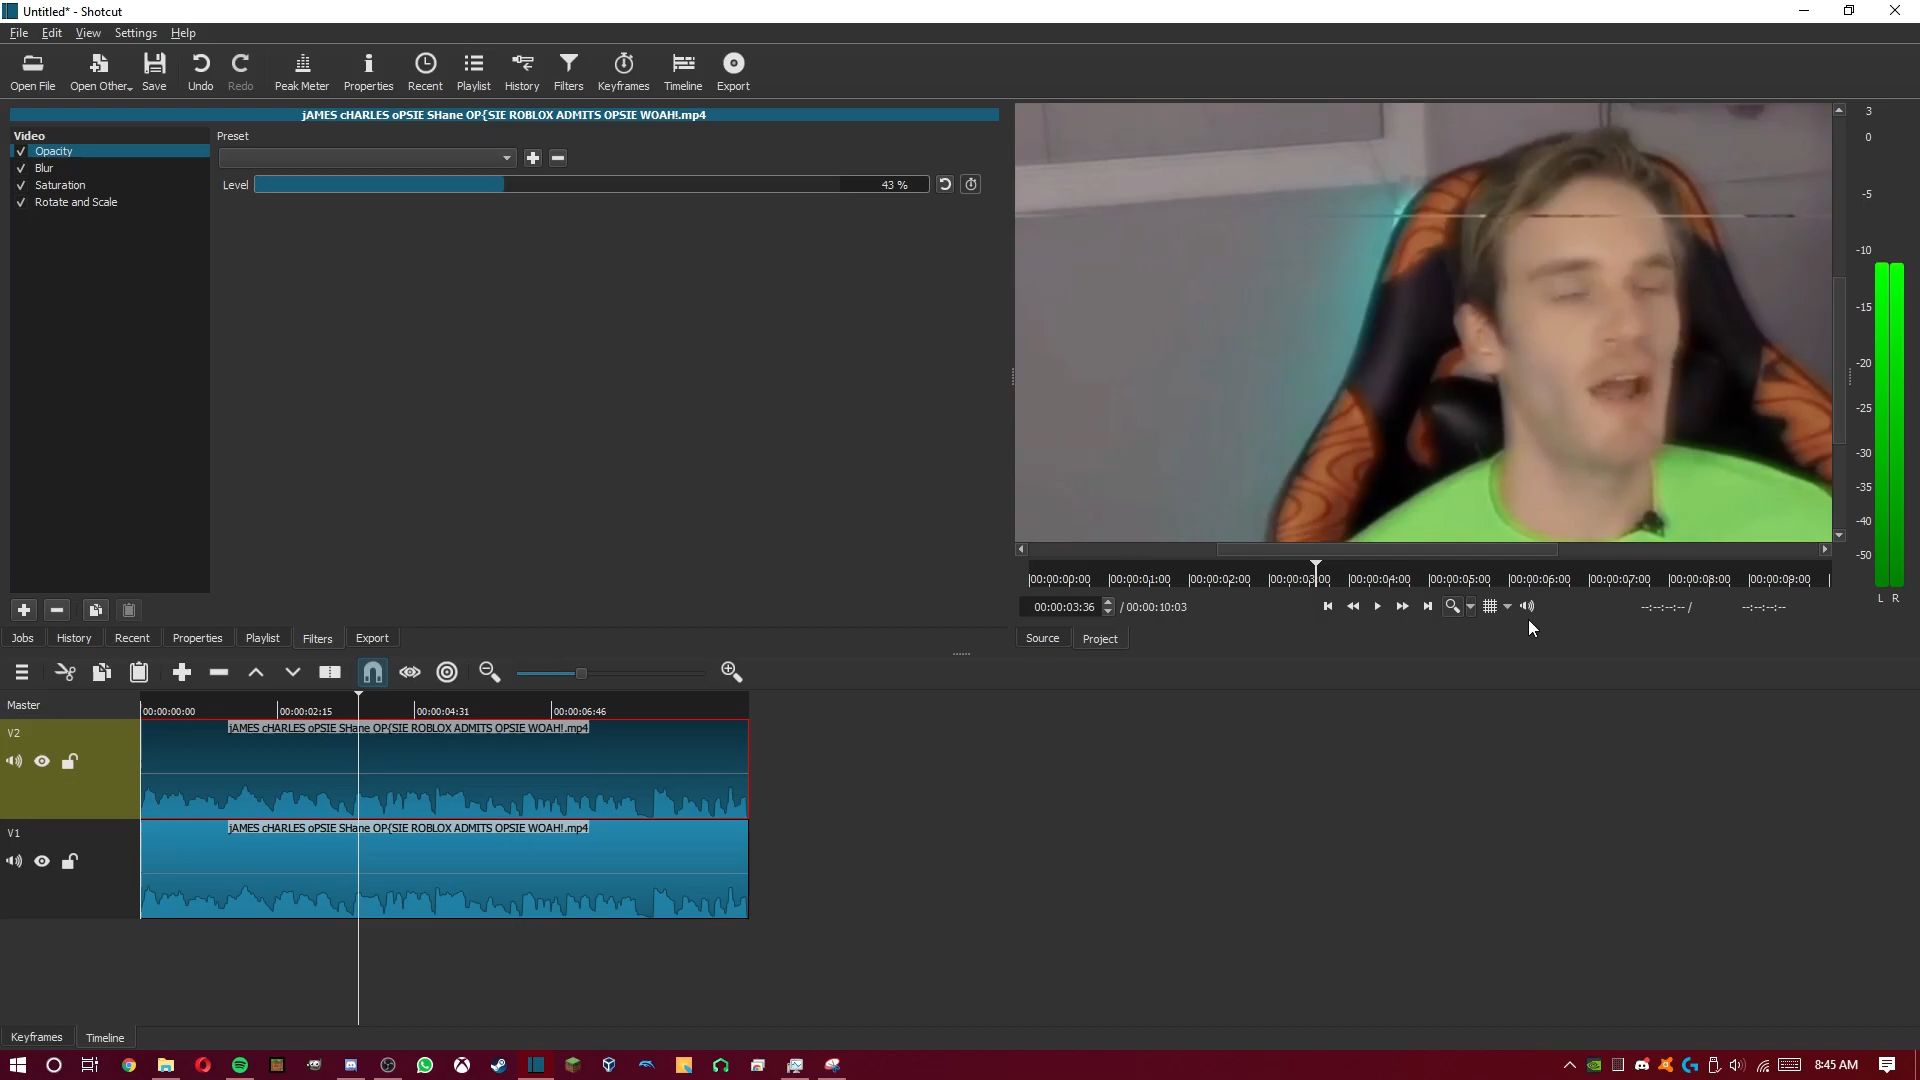 Untitled* - Shotcut
File Edit View Settings Help
Open File Open Other... Save Undo Redo Peak Meter Properties Recent Playlist History Filters Keyframes Timeline Export
jAMES cHARLES oPSIE SHane OP{SIE ROBLOX ADMITS OPSIE WOAH!.mp4
Video
Opacity
Blur
Saturation
Rotate and Scale
Preset
Level 43 %
3
0
-5
-10
-15
-20
-25
-30
-35
-40
-50
L R
00:00:00:00 00:00:01:00 00:00:02:00 00:00:03:00 00:00:04:00 00:00:05:00 00:00:06:00 00:00:07:00 00:00:08:00 00:00:09:00
00:00:03:36 / 00:00:10:03 --:--:--:-- / --:--:--:--
Jobs History Recent Properties Playlist Filters Export
Source Project
Master
00:00:00:00 00:00:02:15 00:00:04:31 00:00:06:46
V2
jAMES cHARLES oPSIE SHane OP{SIE ROBLOX ADMITS OPSIE WOAH!.mp4
V1
jAMES cHARLES oPSIE SHane OP{SIE ROBLOX ADMITS OPSIE WOAH!.mp4
Keyframes Timeline
8:45 AM